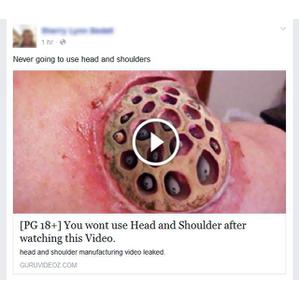 1 hr
Never going to use head and shoulders
[PG 18+] You wont use Head and Shoulder after
watching this Video.
head and shoulder manufacturing video leaked.
GURUVIDEOZ.COM